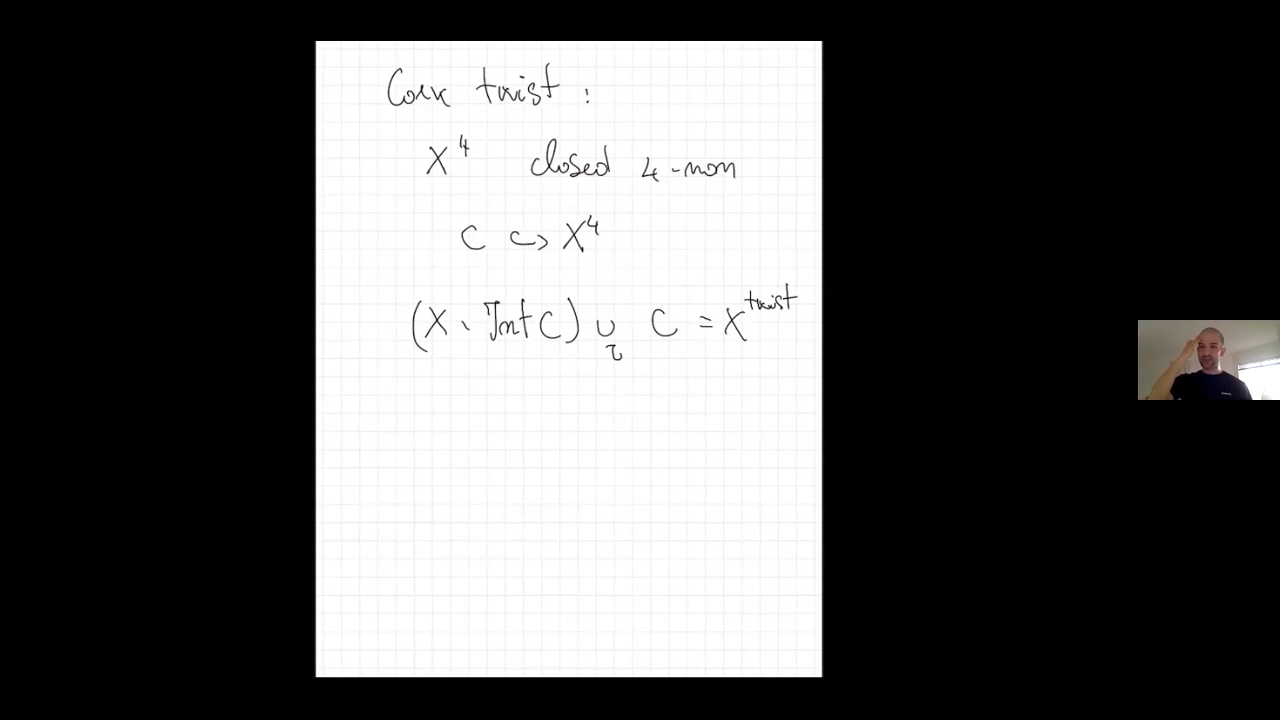 Cork twist :
X⁴ closed 4-man
C ↪ X⁴
(X \ Int C) ∪_τ C = X^twist